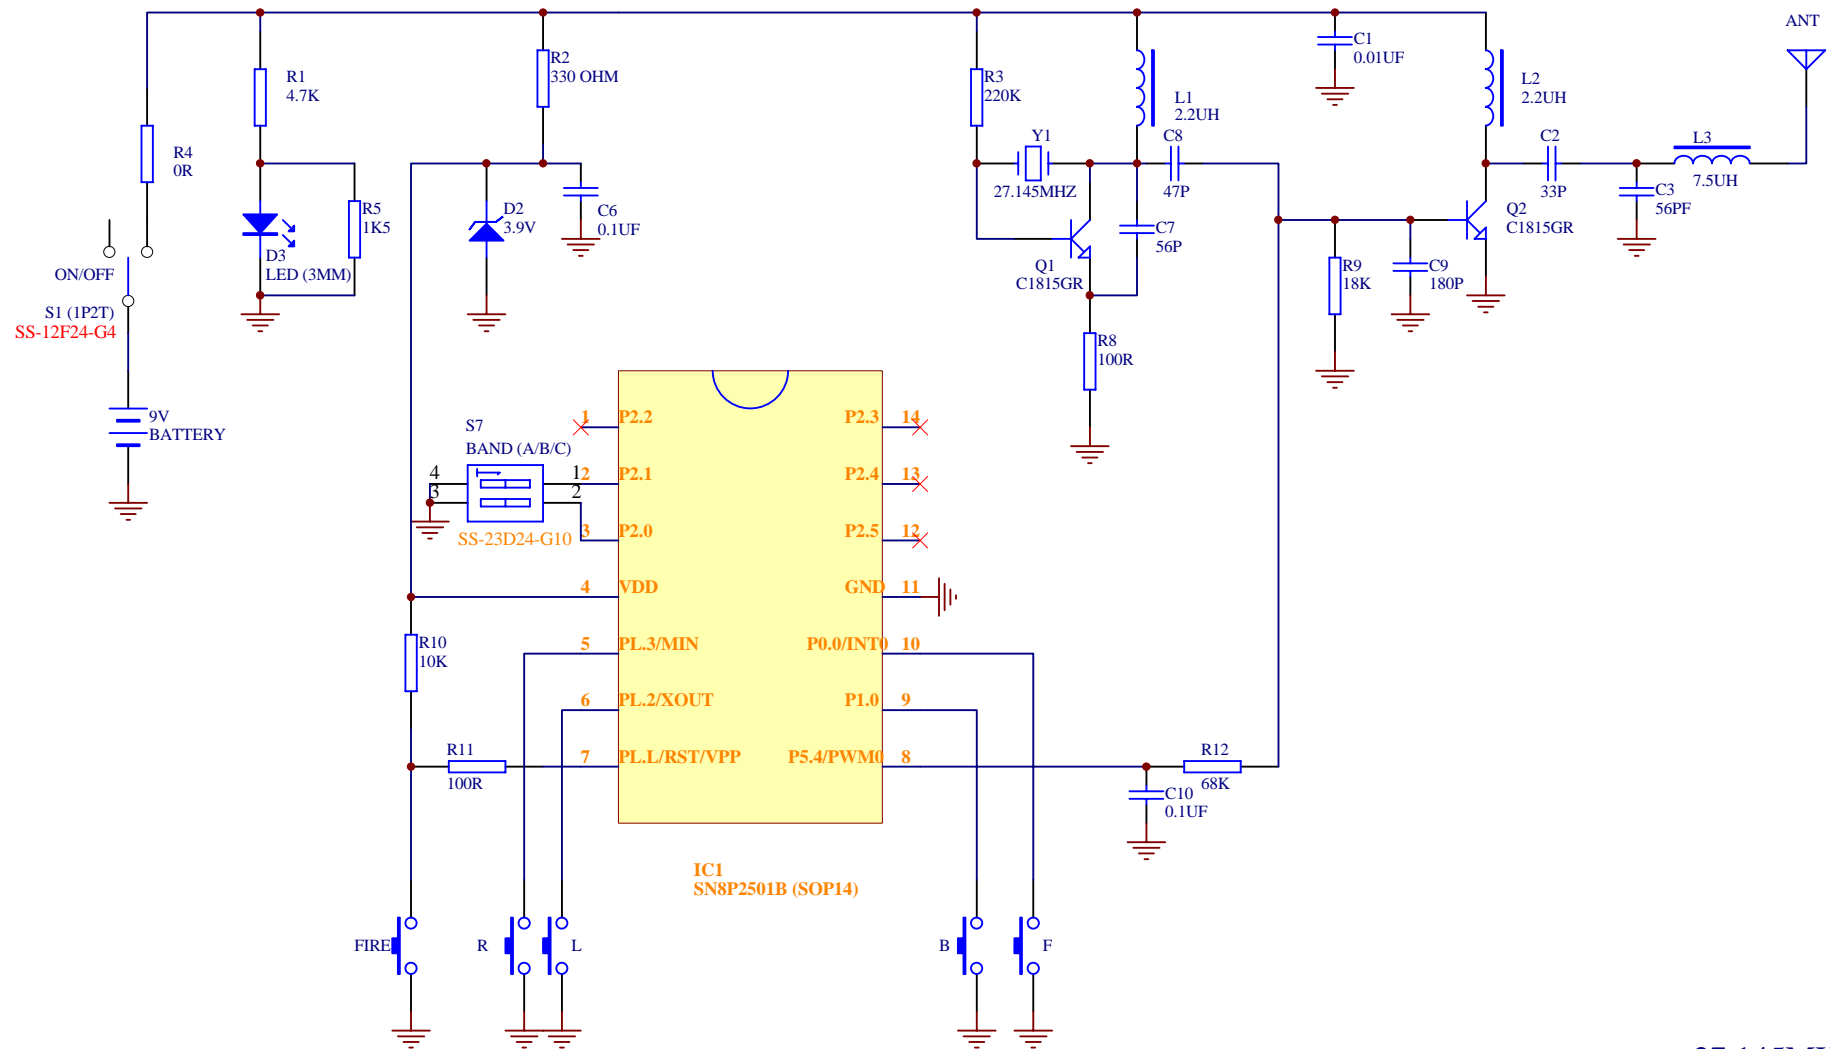 ANT
R1
4.7K
R2
330 OHM
R3
220K
L1
2.2UH
C1
0.01UF
L2
2.2UH
R4
0R
Y1
27.145MHZ
C8
47P
C2
33P
L3
7.5UH
C3
56PF
R5
1K5
D2
3.9V
C6
0.1UF
C7
56P
Q1
C1815GR
Q2
C1815GR
D3
LED (3MM)
ON/OFF
S1 (1P2T)
SS-12F24-G4
R9
18K
C9
180P
R8
100R
9V
BATTERY
S7
BAND (A/B/C)
4
3
1
2
SS-23D24-G10
1 P2.2
2 P2.1
3 P2.0
4 VDD
5 PL.3/MIN
6 PL.2/XOUT
7 PL.L/RST/VPP
P2.3 14
P2.4 13
P2.5 12
GND 11
P0.0/INT0 10
P1.0 9
P5.4/PWM0 8
R10
10K
R11
100R
R12
68K
C10
0.1UF
IC1
SN8P2501B (SOP14)
FIRE
R
L
B
F